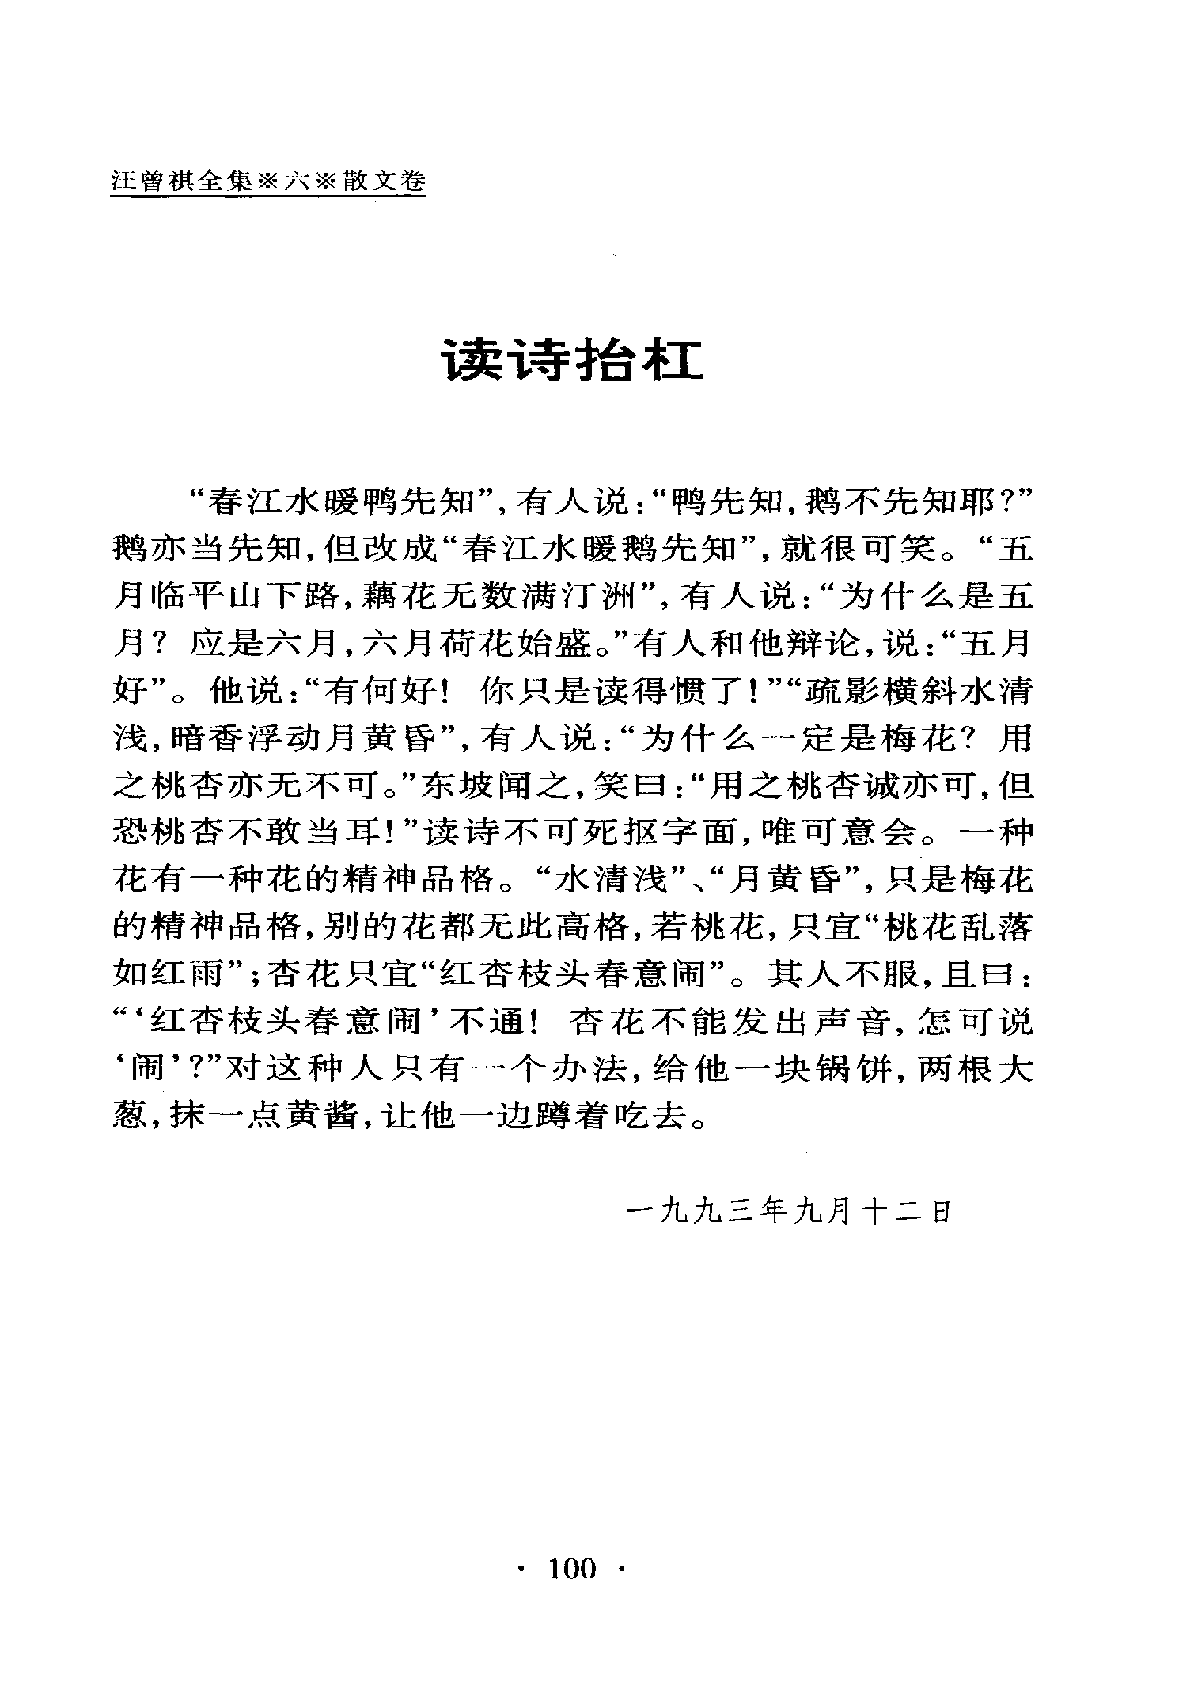 汪曾祺全集※六※散文卷
读诗抬杠
“春江水暖鸭先知”,有人说:“鸭先知,鹅不先知耶?”
鹅亦当先知,但改成“春江水暖鹅先知”,就很可笑。“五
月临平山下路,藕花无数满汀洲”,有人说:“为什么是五
月? 应是六月,六月荷花始盛。”有人和他辩论,说:“五月
好”。他说:“有何好! 你只是读得惯了!”“疏影横斜水清
浅,暗香浮动月黄昏”,有人说:“为什么一定是梅花? 用
之桃杏亦无不可。”东坡闻之,笑曰:“用之桃杏诚亦可,但
恐桃杏不敢当耳!”读诗不可死抠字面,唯可意会。一种
花有一种花的精神品格。“水清浅”、“月黄昏”,只是梅花
的精神品格,别的花都无此高格,若桃花,只宜“桃花乱落
如红雨”;杏花只宜“红杏枝头春意闹”。其人不服,且曰:
“‘红杏枝头春意闹’不通! 杏花不能发出声音,怎可说
‘闹’?”对这种人只有一个办法,给他一块锅饼,两根大
葱,抹一点黄酱,让他一边蹲着吃去。
一九九三年九月十二日
· 100 ·